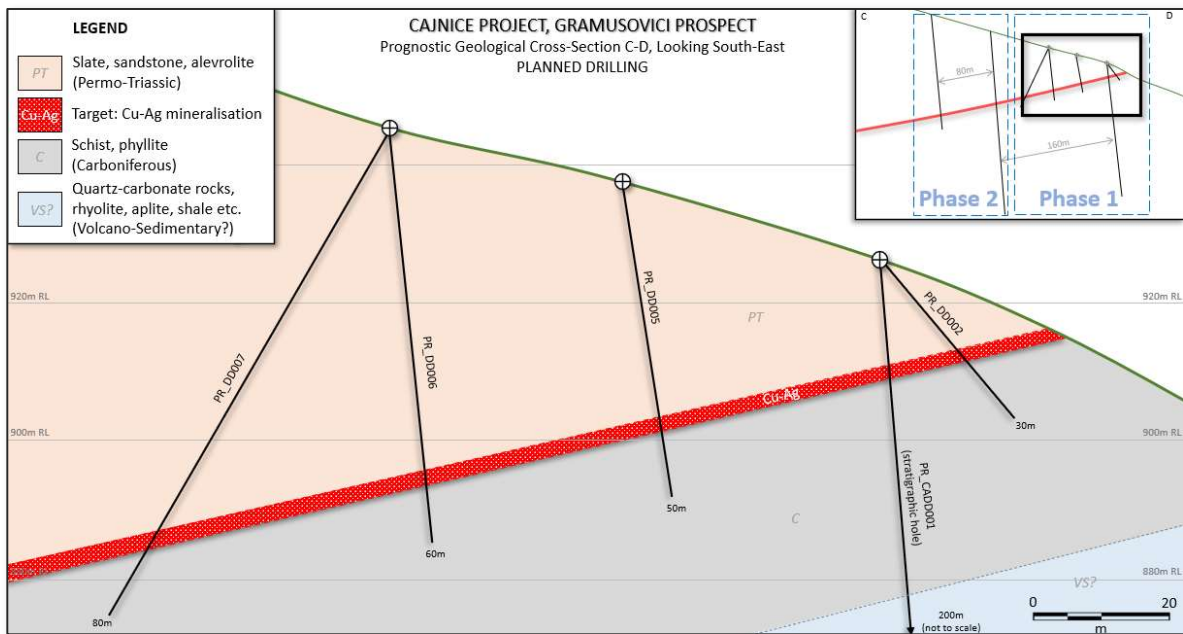 CAJNICE PROJECT, GRAMUSOVICI PROSPECT
Prognostic Geological Cross-Section C-D, Looking South-East
PLANNED DRILLING
LEGEND
PT
Slate, sandstone, alevrolite
(Permo-Triassic)
Cu-Ag
Target: Cu-Ag mineralisation
C
Schist, phyllite
(Carboniferous)
VS?
Quartz-carbonate rocks,
rhyolite, aplite, shale etc.
(Volcano-Sedimentary?)
C
D
80m
160m
Phase 2
Phase 1
920m RL
920m RL
PR_DD007
PR_DD006
PR_DD005
PT
PR_DD002
Cu-Ag
30m
900m RL
900m RL
PR_CADD001
(stratigraphic hole)
50m
C
60m
880m RL
VS?
80m
200m
(not to scale)
0
20
m